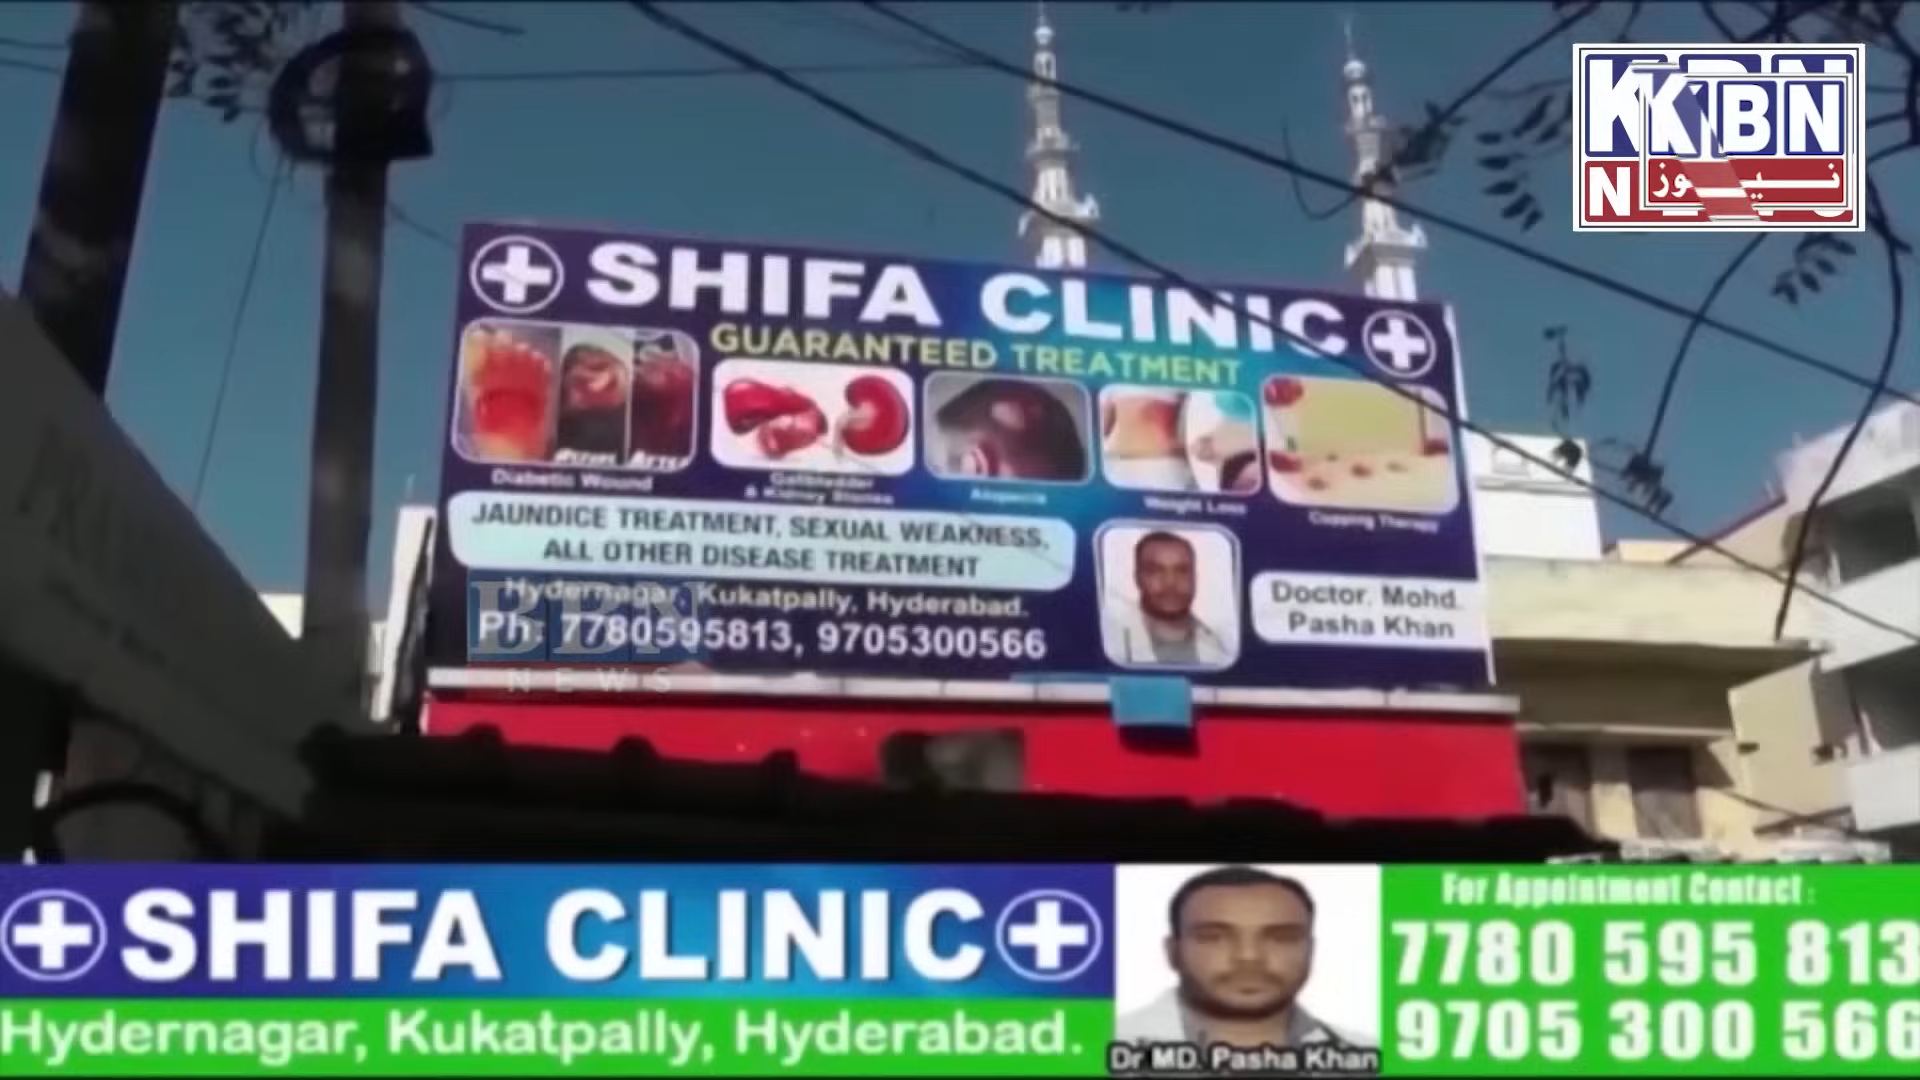 KBN
نیوز
SHIFA CLINIC
GUARANTEED TREATMENT
AFTER
Diabetic Wound
Gallbladder
& Kidney Stones
Alopecia
Weight Loss
Cupping Therapy
JAUNDICE TREATMENT, SEXUAL WEAKNESS,
ALL OTHER DISEASE TREATMENT
Hydernagar, Kukatpally, Hyderabad.
Ph: 7780595813, 9705300566
Doctor. Mohd.
Pasha Khan
BBN
NEWS
SHIFA CLINIC
Hydernagar, Kukatpally, Hyderabad.
Dr MD. Pasha Khan
For Appointment Contact :
7780 595 813
9705 300 566